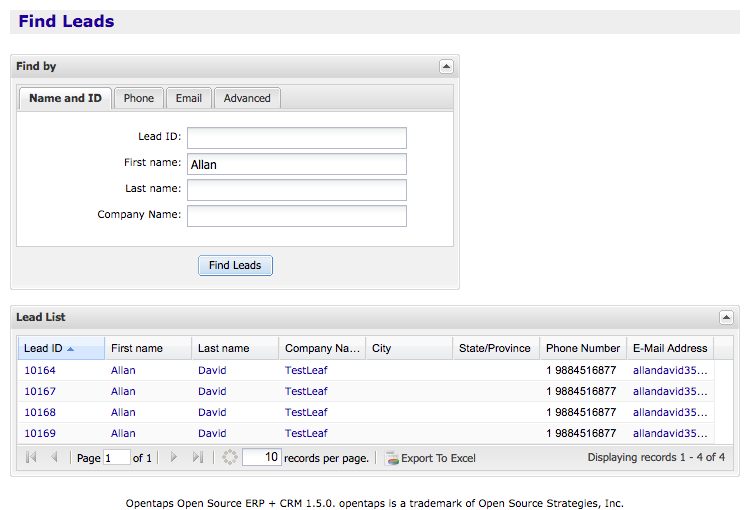 Find Leads
Find by
Name and ID Phone Email Advanced
Lead ID:
First name: Allan
Last name:
Company Name:
Find Leads
Lead List
Lead ID First name Last name Company Na... City State/Province Phone Number E-Mail Address
10164 Allan David TestLeaf 1 9884516877 allandavid35...
10167 Allan David TestLeaf 1 9884516877 allandavid35...
10168 Allan David TestLeaf 1 9884516877 allandavid35...
10169 Allan David TestLeaf 1 9884516877 allandavid35...
Page 1 of 1 10 records per page. Export To Excel Displaying records 1 - 4 of 4
Opentaps Open Source ERP + CRM 1.5.0. opentaps is a trademark of Open Source Strategies, Inc.